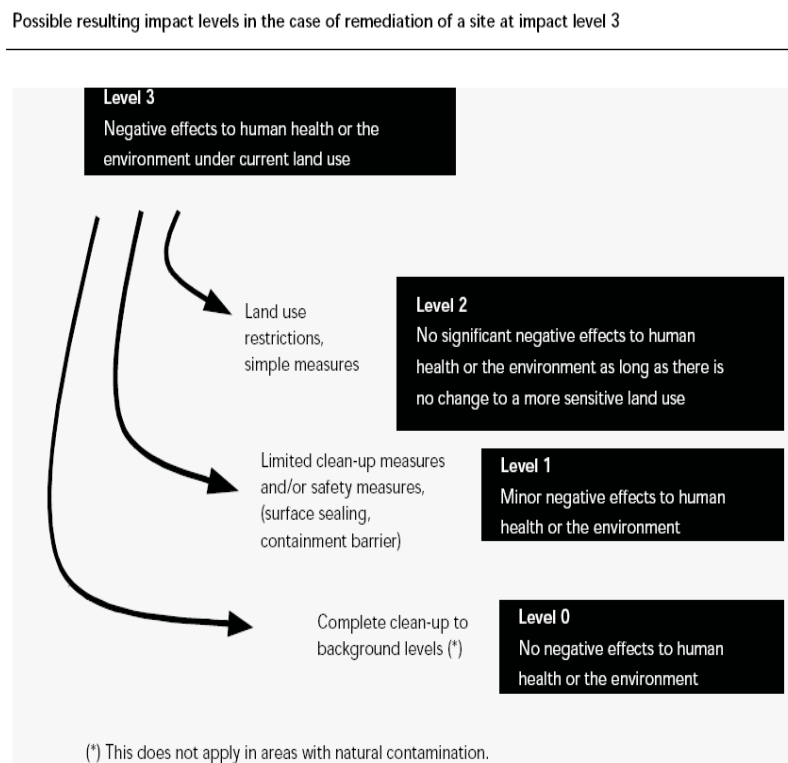 Possible resulting impact levels in the case of remediation of a site at impact level 3
Level 3
Negative effects to human health or the
environment under current land use
Land use
restrictions,
simple measures
Level 2
No significant negative effects to human
health or the environment as long as there is
no change to a more sensitive land use
Limited clean-up measures
and/or safety measures,
(surface sealing,
containment barrier)
Level 1
Minor negative effects to human
health or the environment
Complete clean-up to
background levels (*)
Level 0
No negative effects to human
health or the environment
(*) This does not apply in areas with natural contamination.